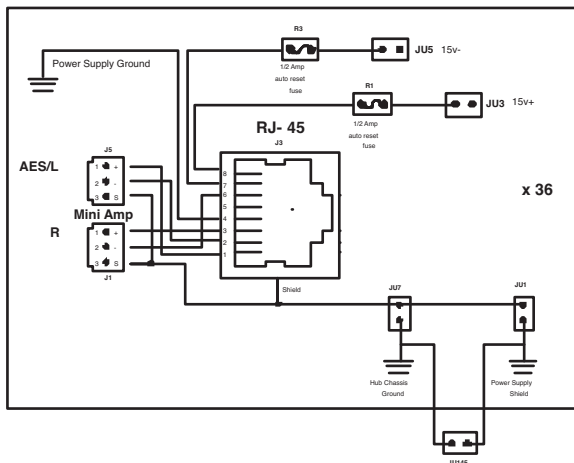 R3
JU5 15v-
Power Supply Ground
1/2 Amp
auto reset
fuse
R1
JU3 15v+
1/2 Amp
auto reset
fuse
RJ- 45
J3
J5
AES/L
1 +
2 -
3 S
8
7
6
5
4
3
2
1
x 36
Mini Amp
R
1 +
2 -
3 S
J1
Shield
JU7
JU1
Hub Chassis
Ground
Power Supply
Shield
JU145